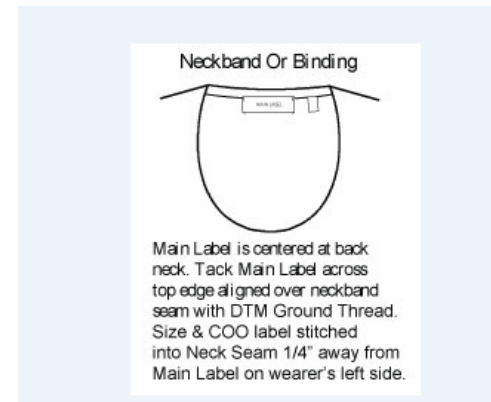 Neckband Or Binding
MAIN LABEL
Main Label is centered at back
neck. Tack Main Label across
top edge aligned over neckband
seam with DTM Ground Thread.
Size & COO label stitched
into Neck Seam 1/4" away from
Main Label on wearer's left side.